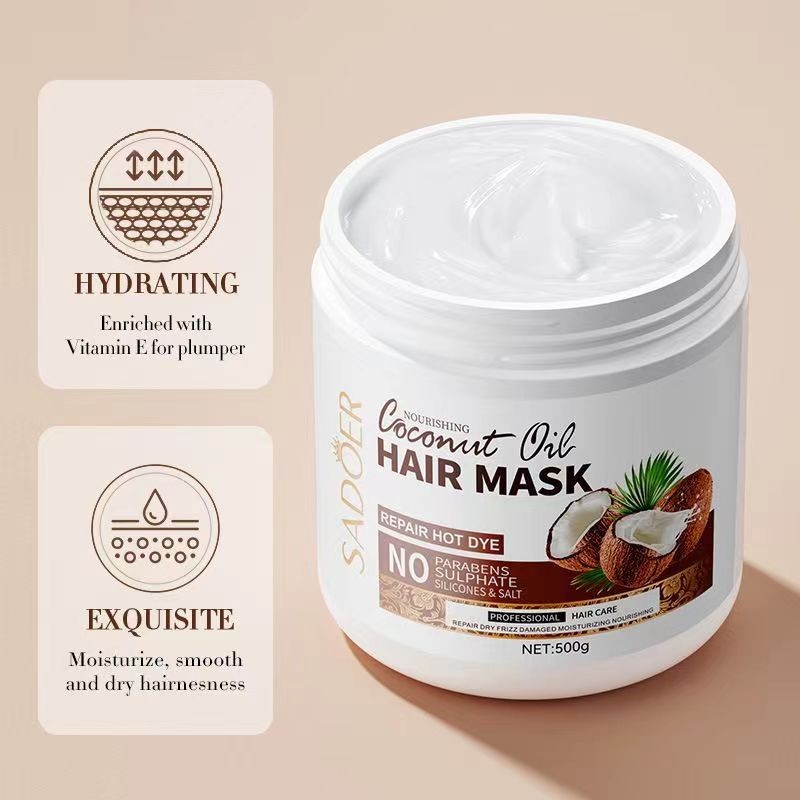 HYDRATING
Enriched with
Vitamin E for plumper
EXQUISITE
Moisturize, smooth
and dry hairnesness
SADOER
NOURISHING
Coconut Oil
HAIR MASK
REPAIR HOT DYE
NO PARABENS
SULPHATE
SILICONES & SALT
PROFESSIONAL HAIR CARE
REPAIR DRY FRIZZ DAMAGED MOISTURIZING NOURISHING
NET:500g